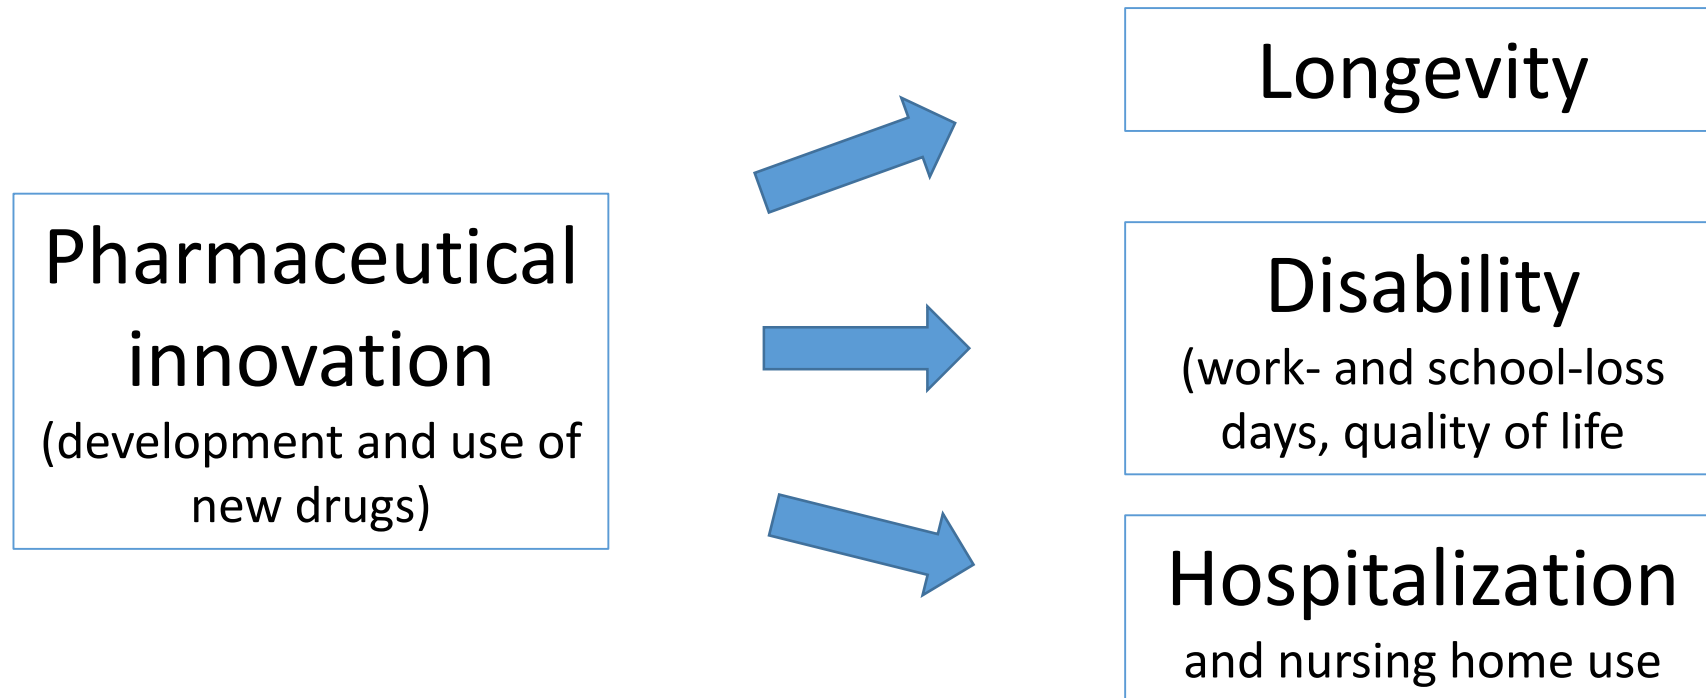 Pharmaceutical
innovation
(development and use of
new drugs)
Longevity
Disability
(work- and school-loss
days, quality of life
Hospitalization
and nursing home use